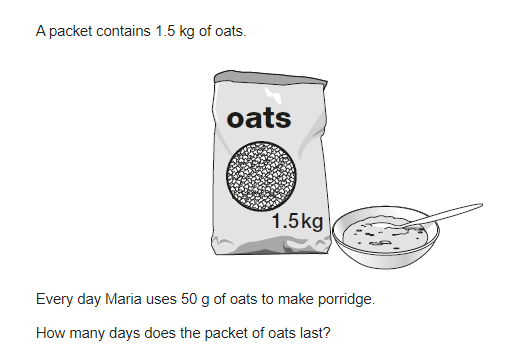 A packet contains 1.5 kg of oats.
oats
1.5kg
Every day Maria uses 50 g of oats to make porridge.
How many days does the packet of oats last?